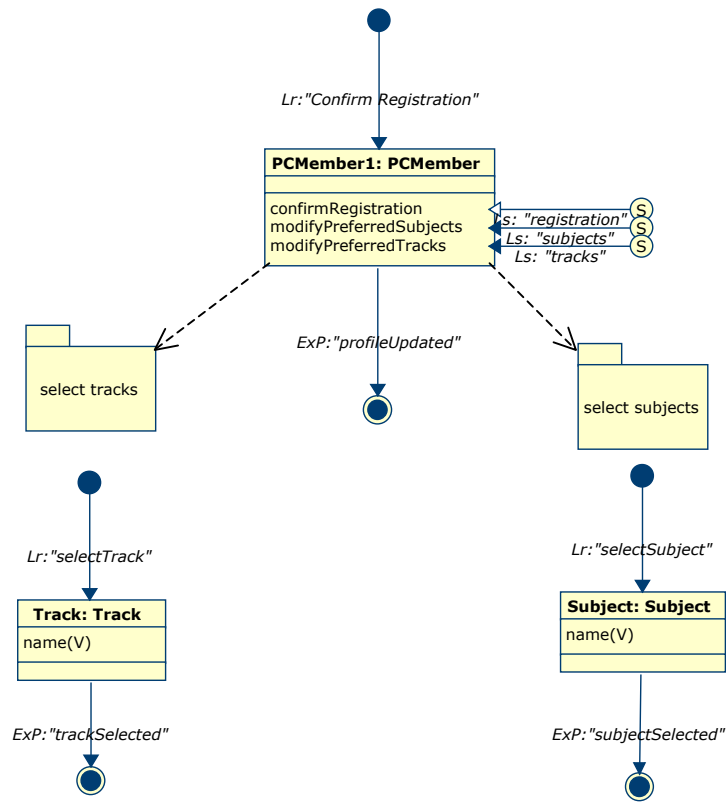 Lr:"Confirm Registration"
PCMember1: PCMember
confirmRegistration
modifyPreferredSubjects
modifyPreferredTracks
S
Ls: "registration"
S
Ls: "subjects"
S
Ls: "tracks"
ExP:"profileUpdated"
select tracks
select subjects
Lr:"selectTrack"
Lr:"selectSubject"
Track: Track
name(V)
Subject: Subject
name(V)
ExP:"trackSelected"
ExP:"subjectSelected"